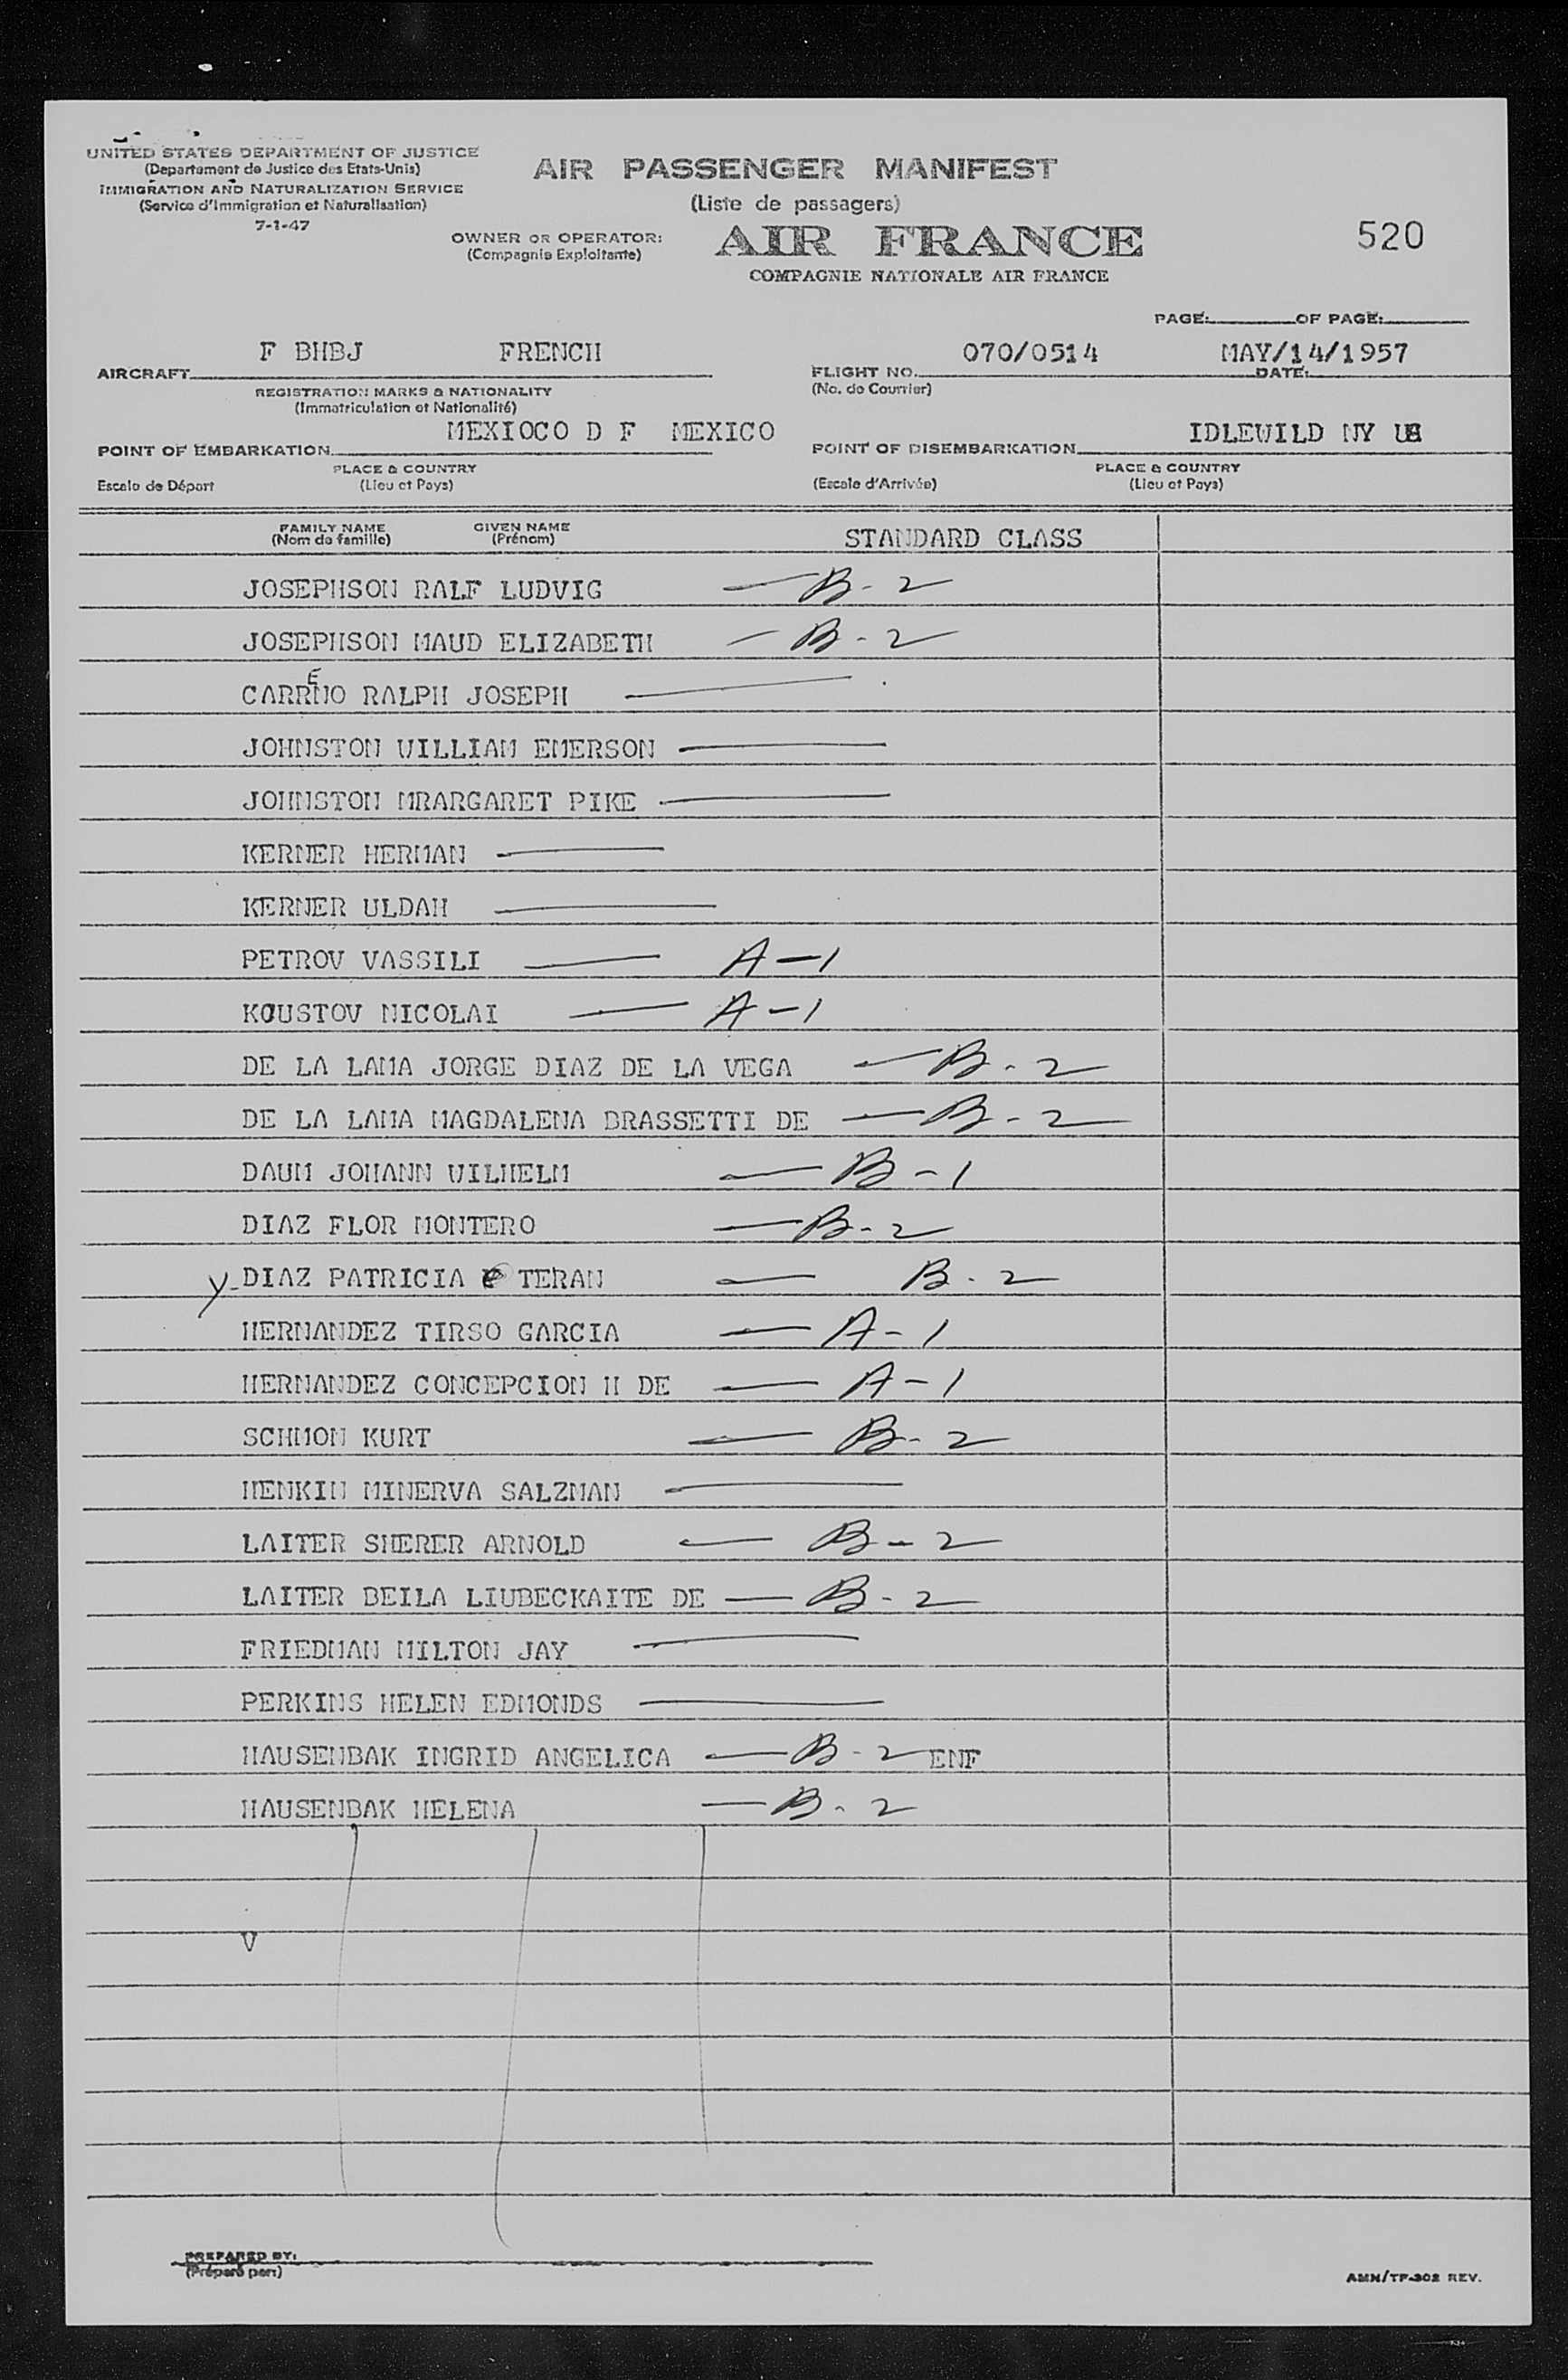 UNITED STATES DEPARTMENT OF JUSTICE
(Departament de Justice des Etats-Unis)
IMMIGRATION AND NATURALIZATION SERVICE
(Service d'Immigration et Naturalisation)
7-1-47
AIR PASSENGER MANIFEST
(Liste de passagers)
OWNER OR OPERATOR:
(Compagnie Exploitante)
AIR FRANCE
COMPAGNIE NATIONALE AIR FRANCE
520
PAGE: OF PAGE:
F BHBJ FRENCH 070/0514 MAY/14/1957
AIRCRAFT FLIGHT NO. DATE:
REGISTRATION MARKS & NATIONALITY (No. de Courrier)
(Immatriculation et Nationalité)
MEXIOCO D F MEXICO IDLEWILD NY US
POINT OF EMBARKATION POINT OF DISEMBARKATION
PLACE & COUNTRY PLACE & COUNTRY
Escale de Départ (Lieu et Pays) (Escale d'Arrivée) (Lieu et Pays)
FAMILY NAME GIVEN NAME
(Nom de famille) (Prénom) STANDARD CLASS
JOSEPHSON RALF LUDVIG — B-2
JOSEPHSON MAUD ELIZABETH — B-2
E
CARRENO RALPH JOSEPH —
JOHNSTON WILLIAM EMERSON —
JOHNSTON MRARGARET PIKE —
KERNER HERMAN —
KERNER ULDAH —
PETROV VASSILI — A-1
KOUSTOV NICOLAI — A-1
DE LA LAMA JORGE DIAZ DE LA VEGA — B-2
DE LA LAMA MAGDALENA BRASSETTI DE — B-2
DAUM JOHANN WILHELM — B-1
DIAZ FLOR MONTERO — B-2
y- DIAZ PATRICIA TERAN — B-2
HERNANDEZ TIRSO GARCIA — A-1
HERNANDEZ CONCEPCION H DE — A-1
SCHMON KURT — B-2
HENKIN MINERVA SALZMAN —
LAITER SHERER ARNOLD — B-2
LAITER BEILA LIUBECKAITE DE — B-2
FRIEDMAN MILTON JAY —
PERKINS HELEN EDMONDS —
HAUSENBAK INGRID ANGELICA — B-2 ENF
HAUSENBAK HELENA — B-2
V
PREPARED BY:
(Préparé par:)
AMN/TF-302 REV.